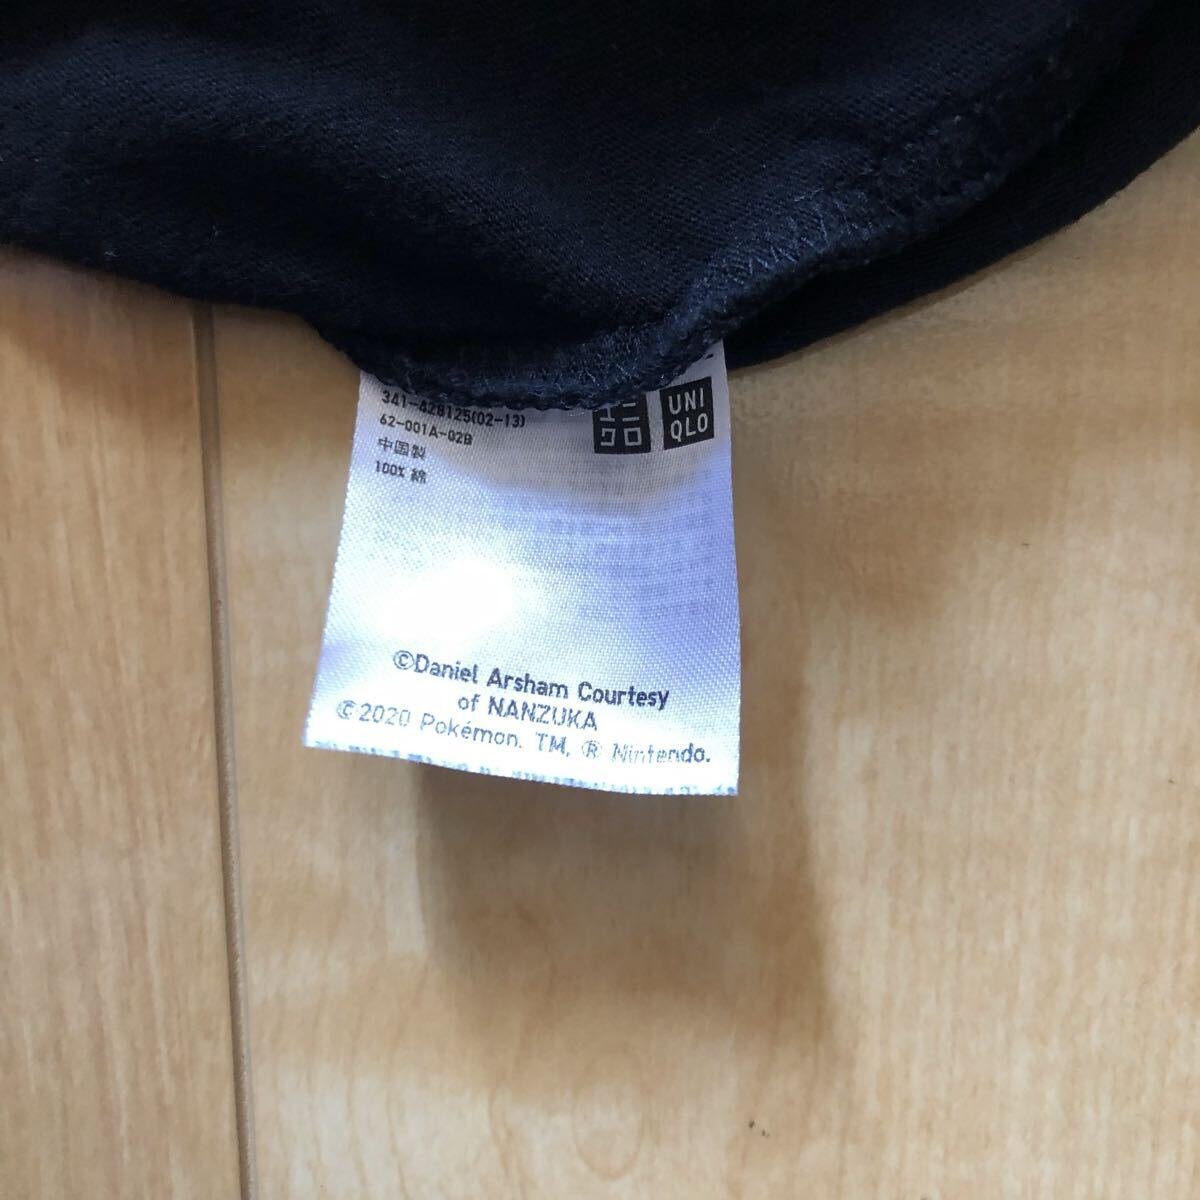 341-428125(02-13)
62-001A-02B
中国製
100% 綿
ユニ
クロ
UNI
QLO
©Daniel Arsham Courtesy
of NANZUKA
©2020 Pokémon. TM, ® Nintendo.